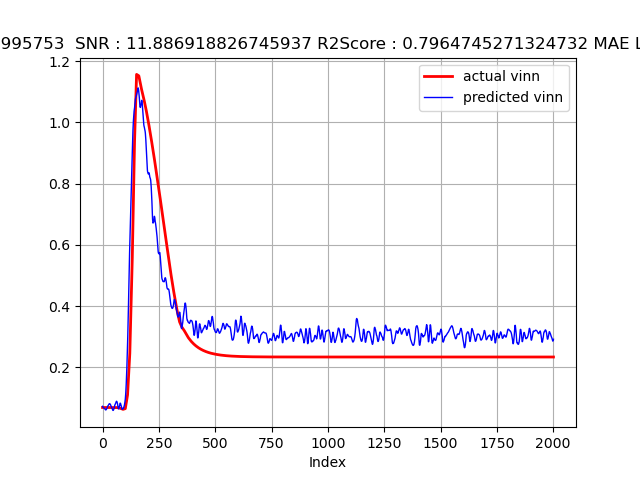 995753  SNR : 11.886918826745937 R2Score : 0.7964745271324732 MAE L
actual vinn
predicted vinn
1.2
1.0
0.8
0.6
0.4
0.2
0 250 500 750 1000 1250 1500 1750 2000
Index